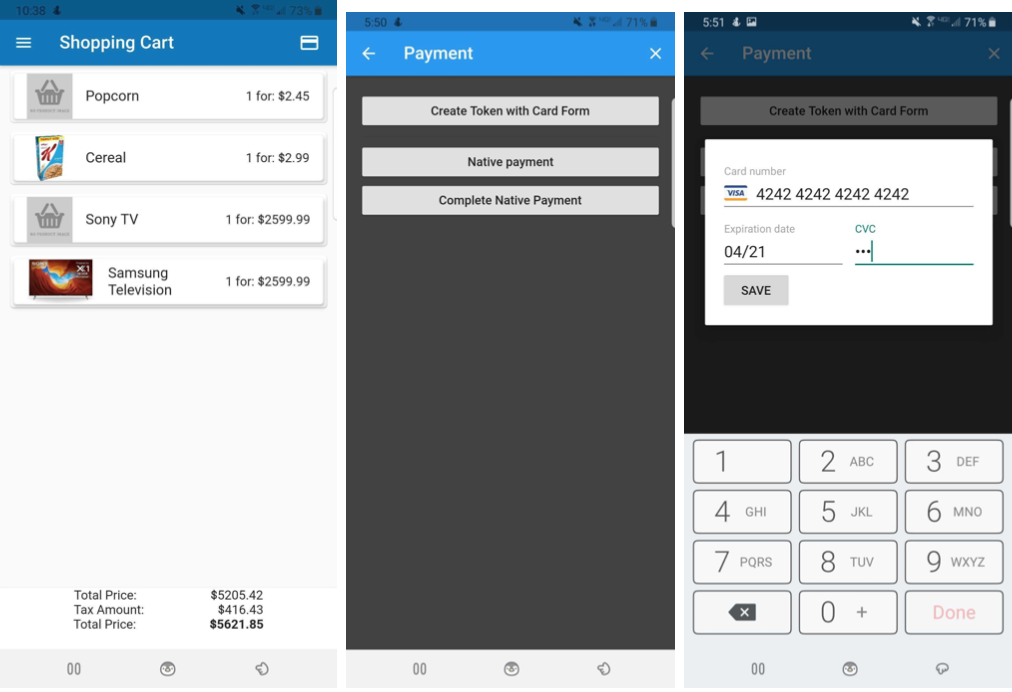 10:38
73%
Shopping Cart
Popcorn
1 for: $2.45
Cereal
1 for: $2.99
Sony TV
1 for: $2599.99
Samsung
Television
1 for: $2599.99
Total Price: $5205.42
Tax Amount: $416.43
Total Price: $5621.85
5:50
71%
Payment
Create Token with Card Form
Native payment
Complete Native Payment
5:51
71%
Payment
Create Token with Card Form
Card number
VISA 4242 4242 4242 4242
Expiration date
CVC
04/21
•••
SAVE
1
2 ABC
3 DEF
4 GHI
5 JKL
6 MNO
7 PQRS
8 TUV
9 WXYZ
0 +
Done